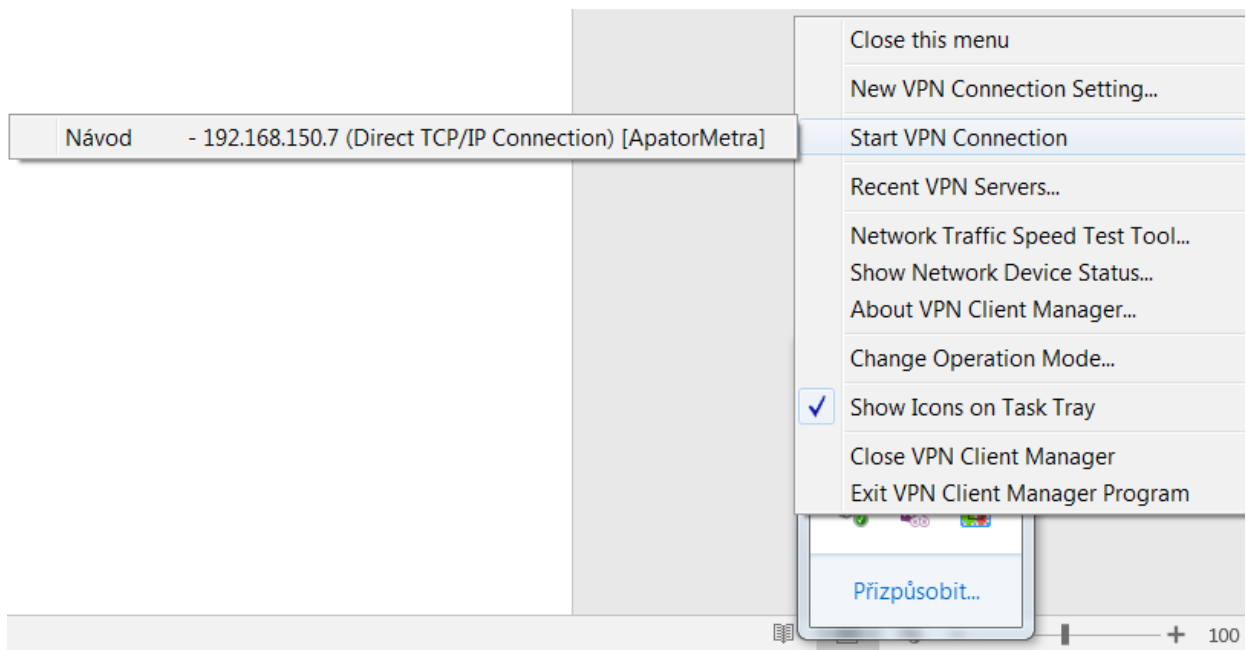 Close this menu
New VPN Connection Setting...
Návod - 192.168.150.7 (Direct TCP/IP Connection) [ApatorMetra]
Start VPN Connection
Recent VPN Servers...
Network Traffic Speed Test Tool...
Show Network Device Status...
About VPN Client Manager...
Change Operation Mode...
Show Icons on Task Tray
Close VPN Client Manager
Exit VPN Client Manager Program
Přizpůsobit...
100